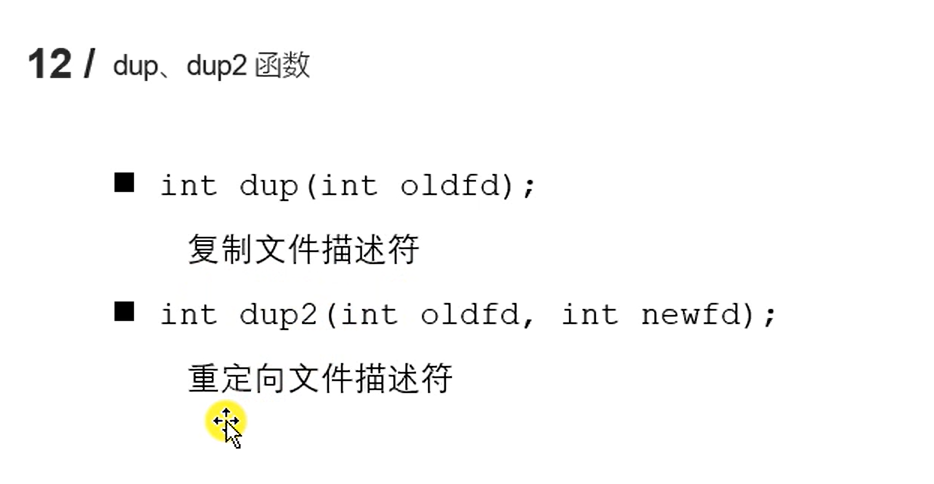 12 / dup、dup2 函数
■ int dup(int oldfd);
复制文件描述符
■ int dup2(int oldfd, int newfd);
重定向文件描述符